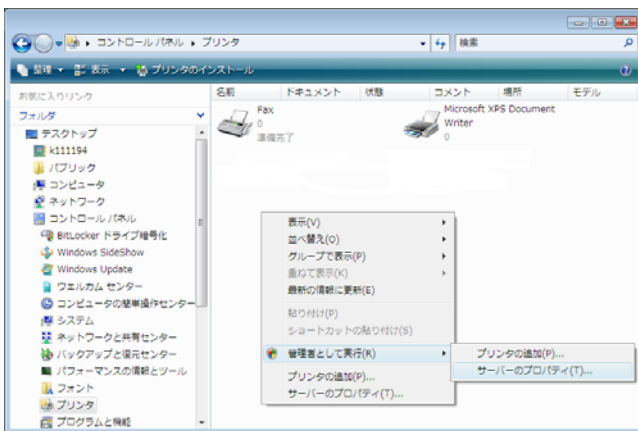 コントロール パネル ▸ プリンタ
検索
整理 表示 プリンタのインストール
お気に入りリンク
名前 ドキュメント 状態 コメント 場所 モデル
フォルダ
デスクトップ
k111194
パブリック
コンピュータ
ネットワーク
コントロール パネル
BitLocker ドライブ暗号化
Windows SideShow
Windows Update
ウェルカム センター
コンピュータの簡単操作センター
システム
ネットワークと共有センター
バックアップと復元センター
パフォーマンスの情報とツール
フォント
プリンタ
プログラムと機能
Fax
0
準備完了
Microsoft XPS Document
Writer
0
表示(V)
並べ替え(O)
グループで表示(P)
重ねて表示(K)
最新の情報に更新(E)
貼り付け(P)
ショートカットの貼り付け(S)
管理者として実行(R)
プリンタの追加(P)...
サーバーのプロパティ(T)...
プリンタの追加(P)...
サーバーのプロパティ(T)...